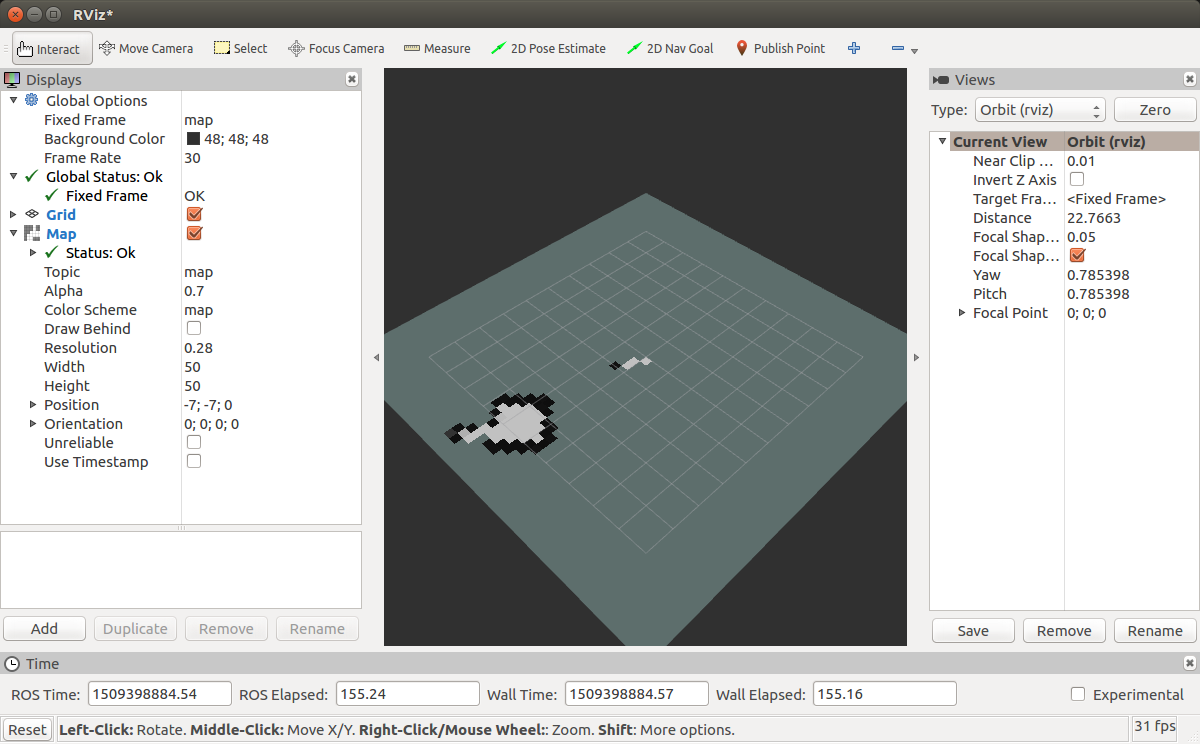 RViz*
Interact Move Camera Select Focus Camera Measure 2D Pose Estimate 2D Nav Goal Publish Point
Displays
Global Options
Fixed Frame map
Background Color 48; 48; 48
Frame Rate 30
Global Status: Ok
Fixed Frame OK
Grid
Map
Status: Ok
Topic map
Alpha 0.7
Color Scheme map
Draw Behind
Resolution 0.28
Width 50
Height 50
Position -7; -7; 0
Orientation 0; 0; 0; 0
Unreliable
Use Timestamp
Add Duplicate Remove Rename
Views
Type: Orbit (rviz) Zero
Current View Orbit (rviz)
Near Clip ... 0.01
Invert Z Axis
Target Fra... <Fixed Frame>
Distance 22.7663
Focal Shap... 0.05
Focal Shap...
Yaw 0.785398
Pitch 0.785398
Focal Point 0; 0; 0
Save Remove Rename
Time
ROS Time: 1509398884.54 ROS Elapsed: 155.24 Wall Time: 1509398884.57 Wall Elapsed: 155.16 Experimental
Reset Left-Click: Rotate. Middle-Click: Move X/Y. Right-Click/Mouse Wheel:: Zoom. Shift: More options. 31 fps